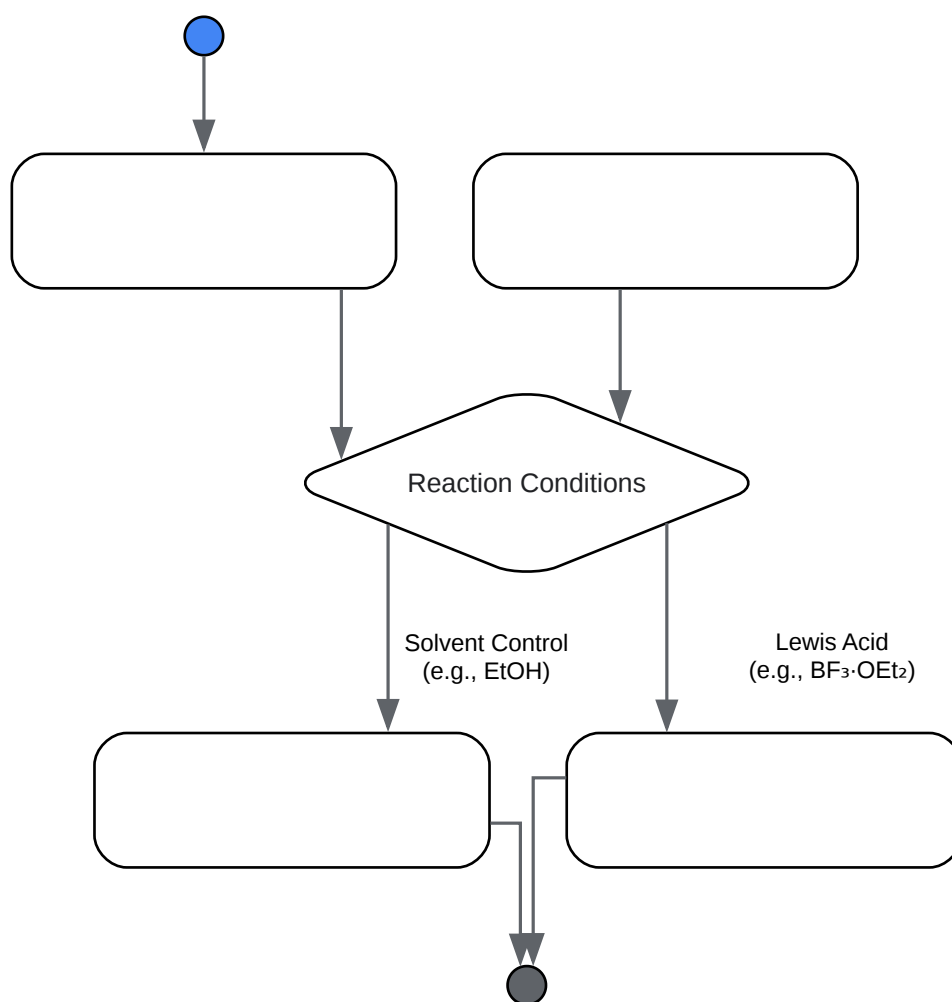 Reaction Conditions
Solvent Control
(e.g., EtOH)
Lewis Acid
(e.g., BF₃·OEt₂)